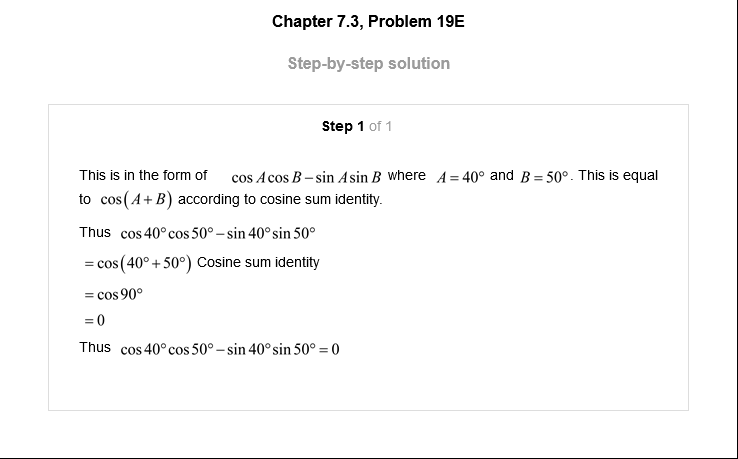 Chapter 7.3, Problem 19E
Step-by-step solution
Step 1 of 1
This is in the form of cos A cos B – sin A sin B where A = 40° and B = 50°. This is equal
to cos(A + B) according to cosine sum identity.
Thus cos 40° cos 50° – sin 40° sin 50°
= cos(40° + 50°) Cosine sum identity
= cos 90°
= 0
Thus cos 40° cos 50° – sin 40° sin 50° = 0